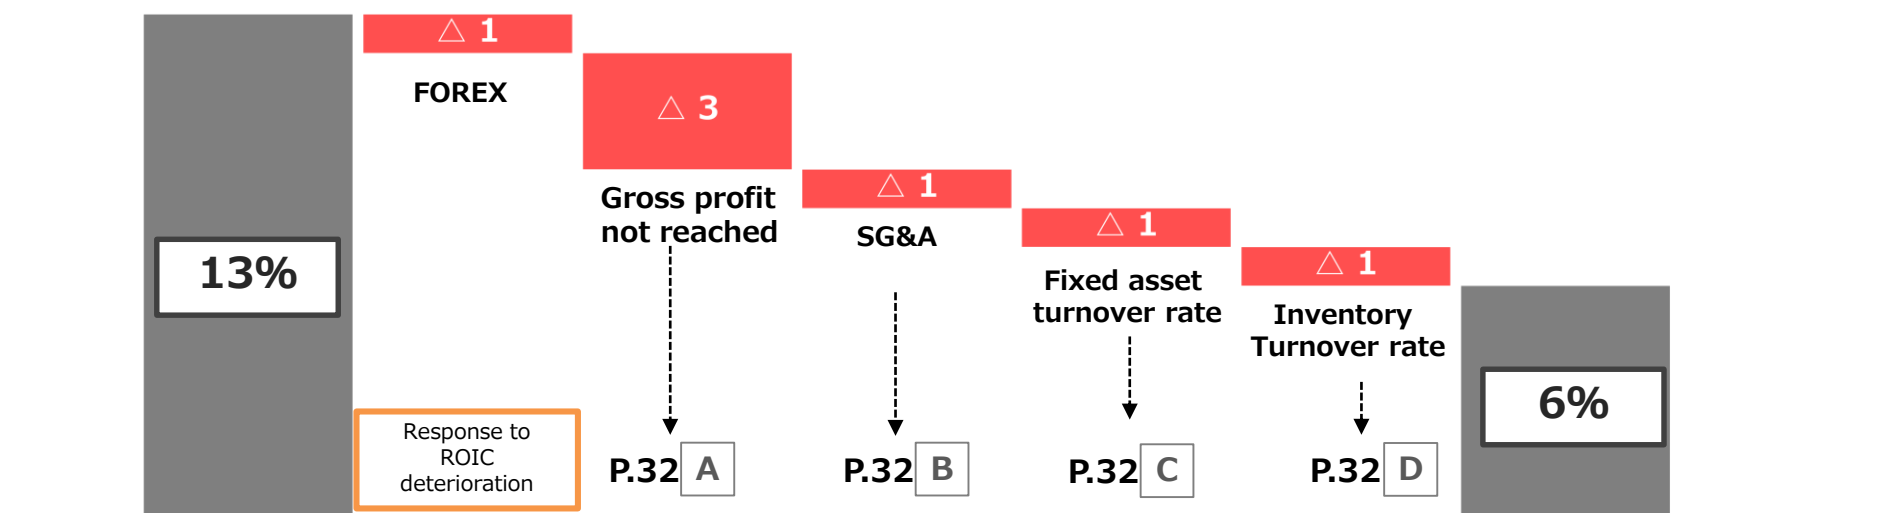 13%
△ 1
FOREX
△ 3
Gross profit
not reached
△ 1
SG&A
△ 1
Fixed asset
turnover rate
△ 1
Inventory
Turnover rate
6%
Response to
ROIC
deterioration
P.32 A
P.32 B
P.32 C
P.32 D